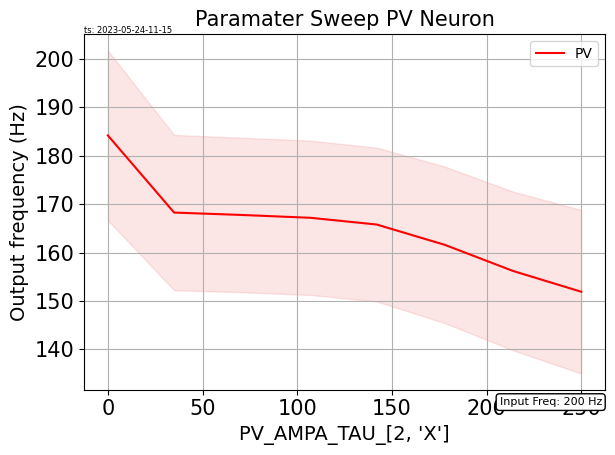 Paramater Sweep PV Neuron
ts: 2023-05-24-11-15
PV
Output frequency (Hz)
200
190
180
170
160
150
140
0 50 100 150 200 250
Input Freq: 200 Hz
PV_AMPA_TAU_[2, 'X']